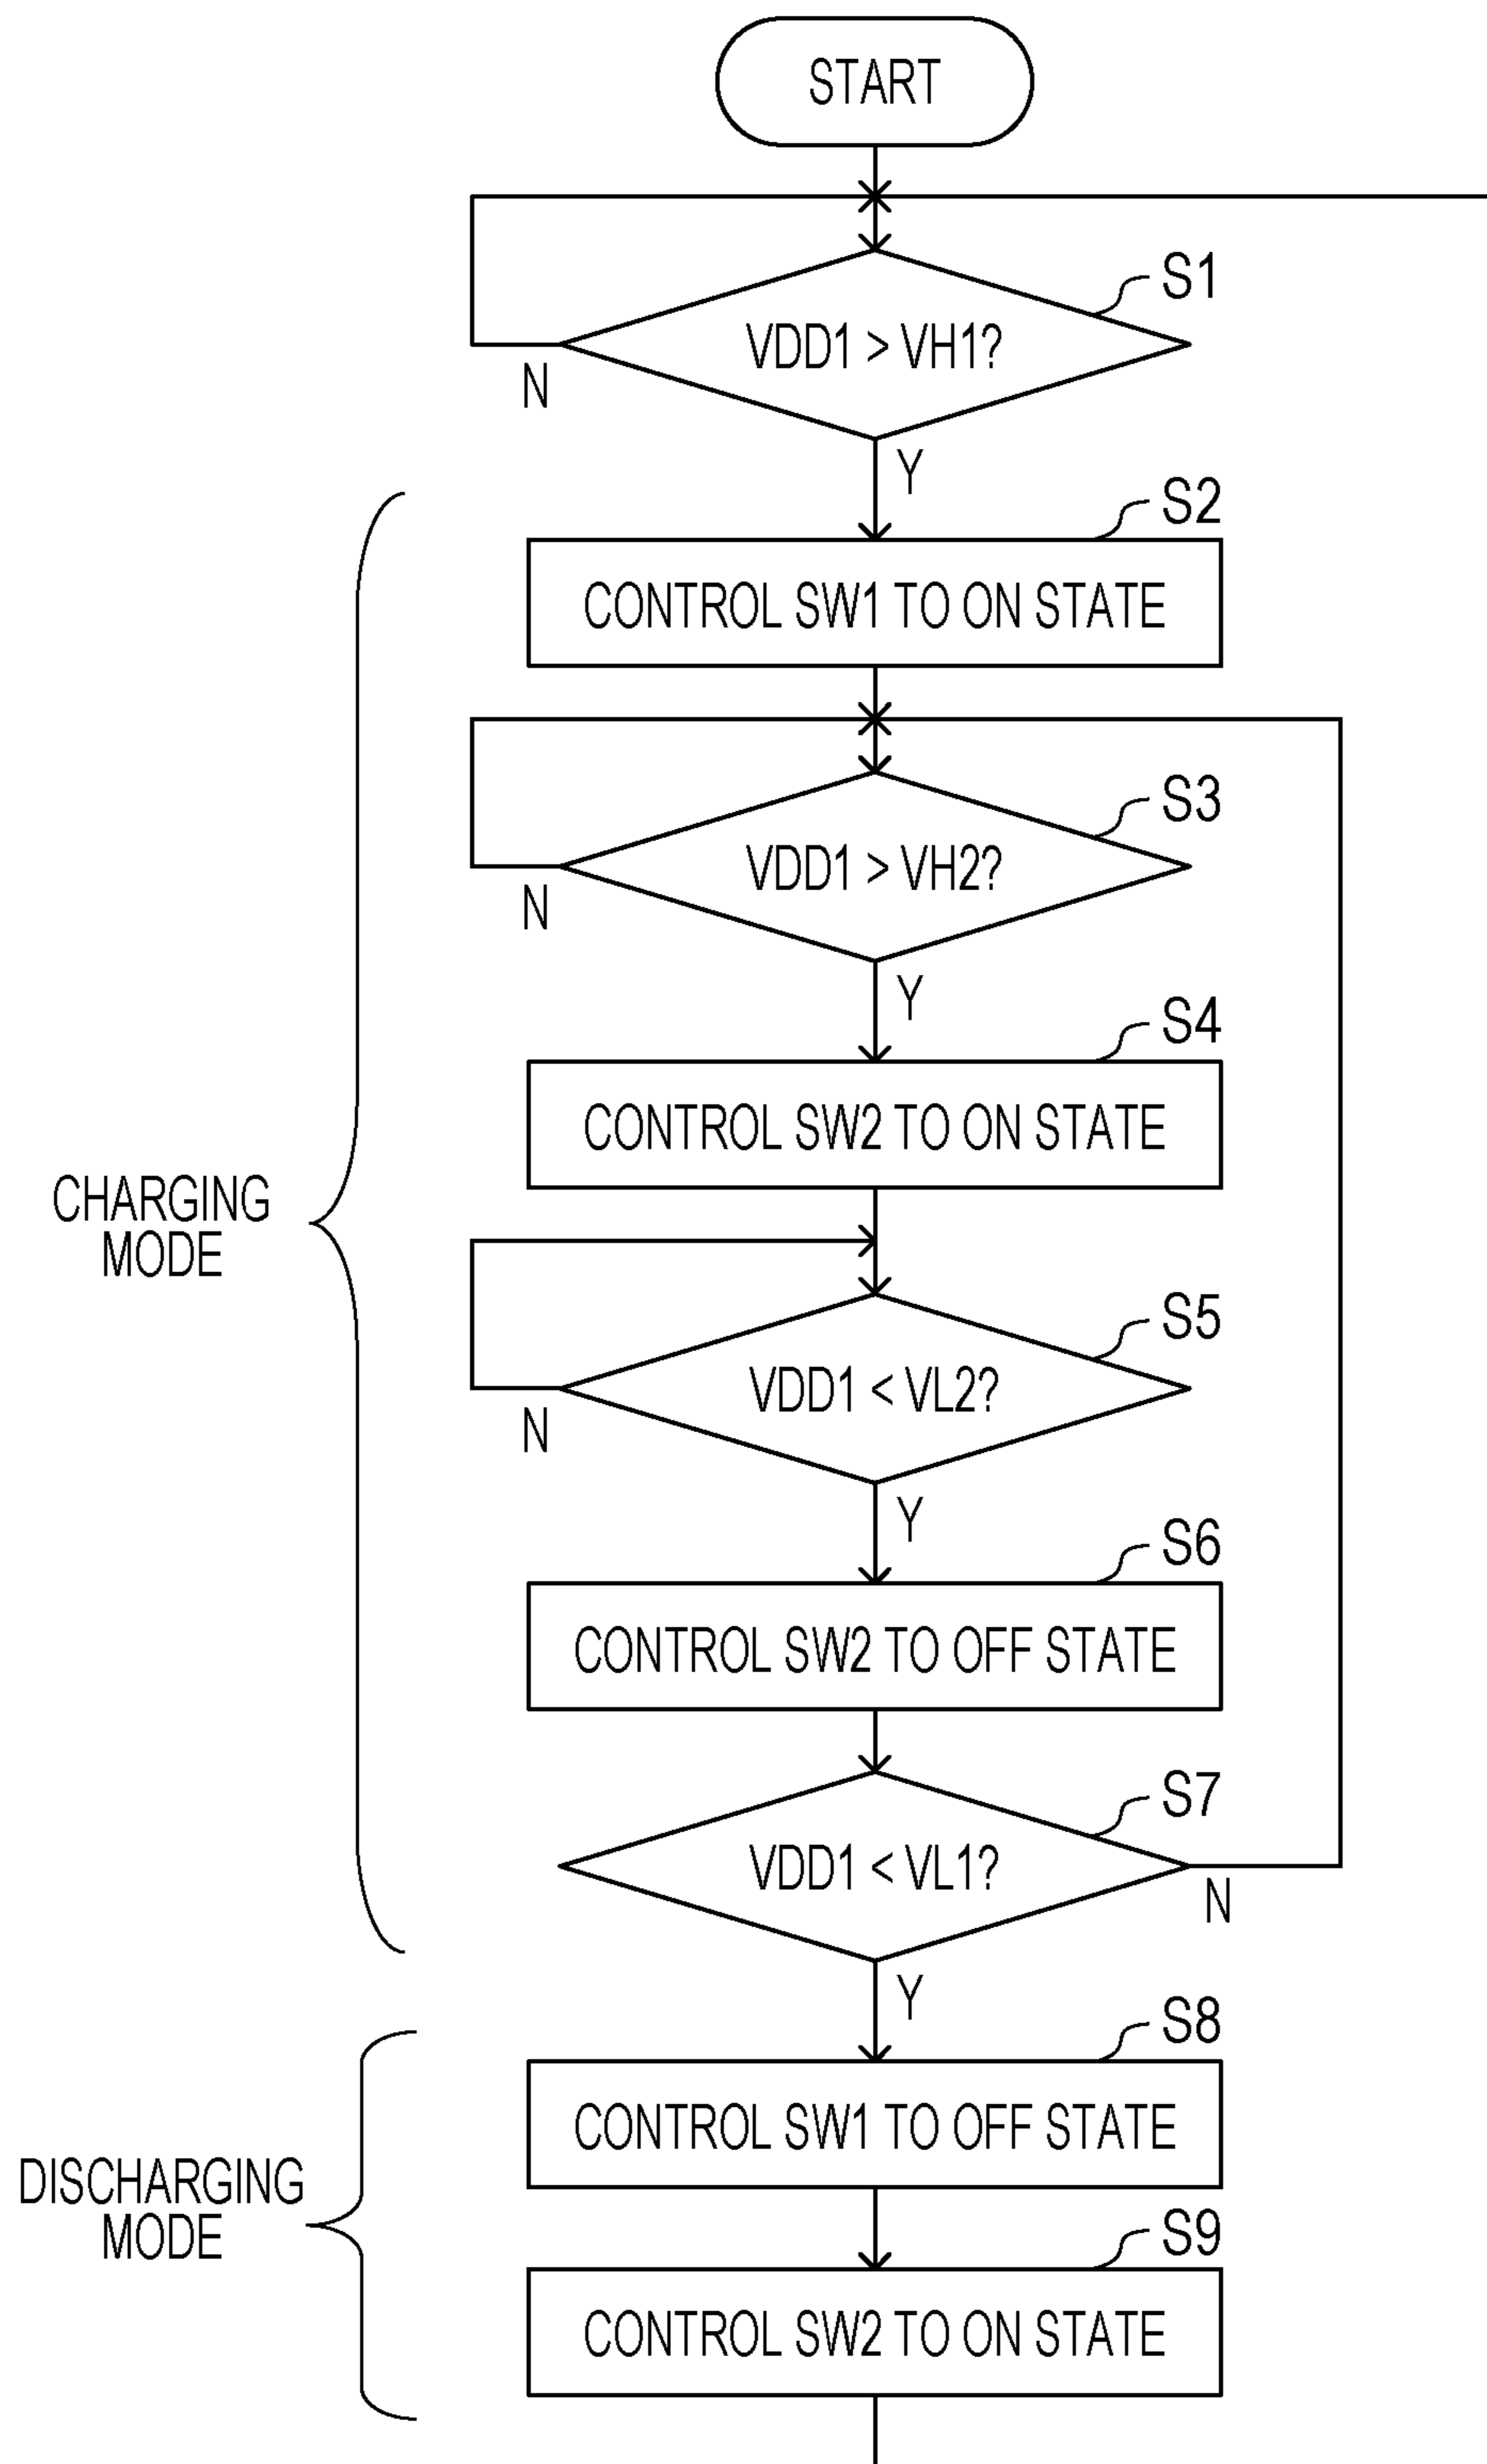 START
S1
VDD1 > VH1?
N
Y
S2
CONTROL SW1 TO ON STATE
S3
VDD1 > VH2?
N
Y
S4
CONTROL SW2 TO ON STATE
CHARGING
MODE
S5
VDD1 < VL2?
N
Y
S6
CONTROL SW2 TO OFF STATE
S7
VDD1 < VL1?
N
Y
S8
CONTROL SW1 TO OFF STATE
DISCHARGING
MODE
S9
CONTROL SW2 TO ON STATE